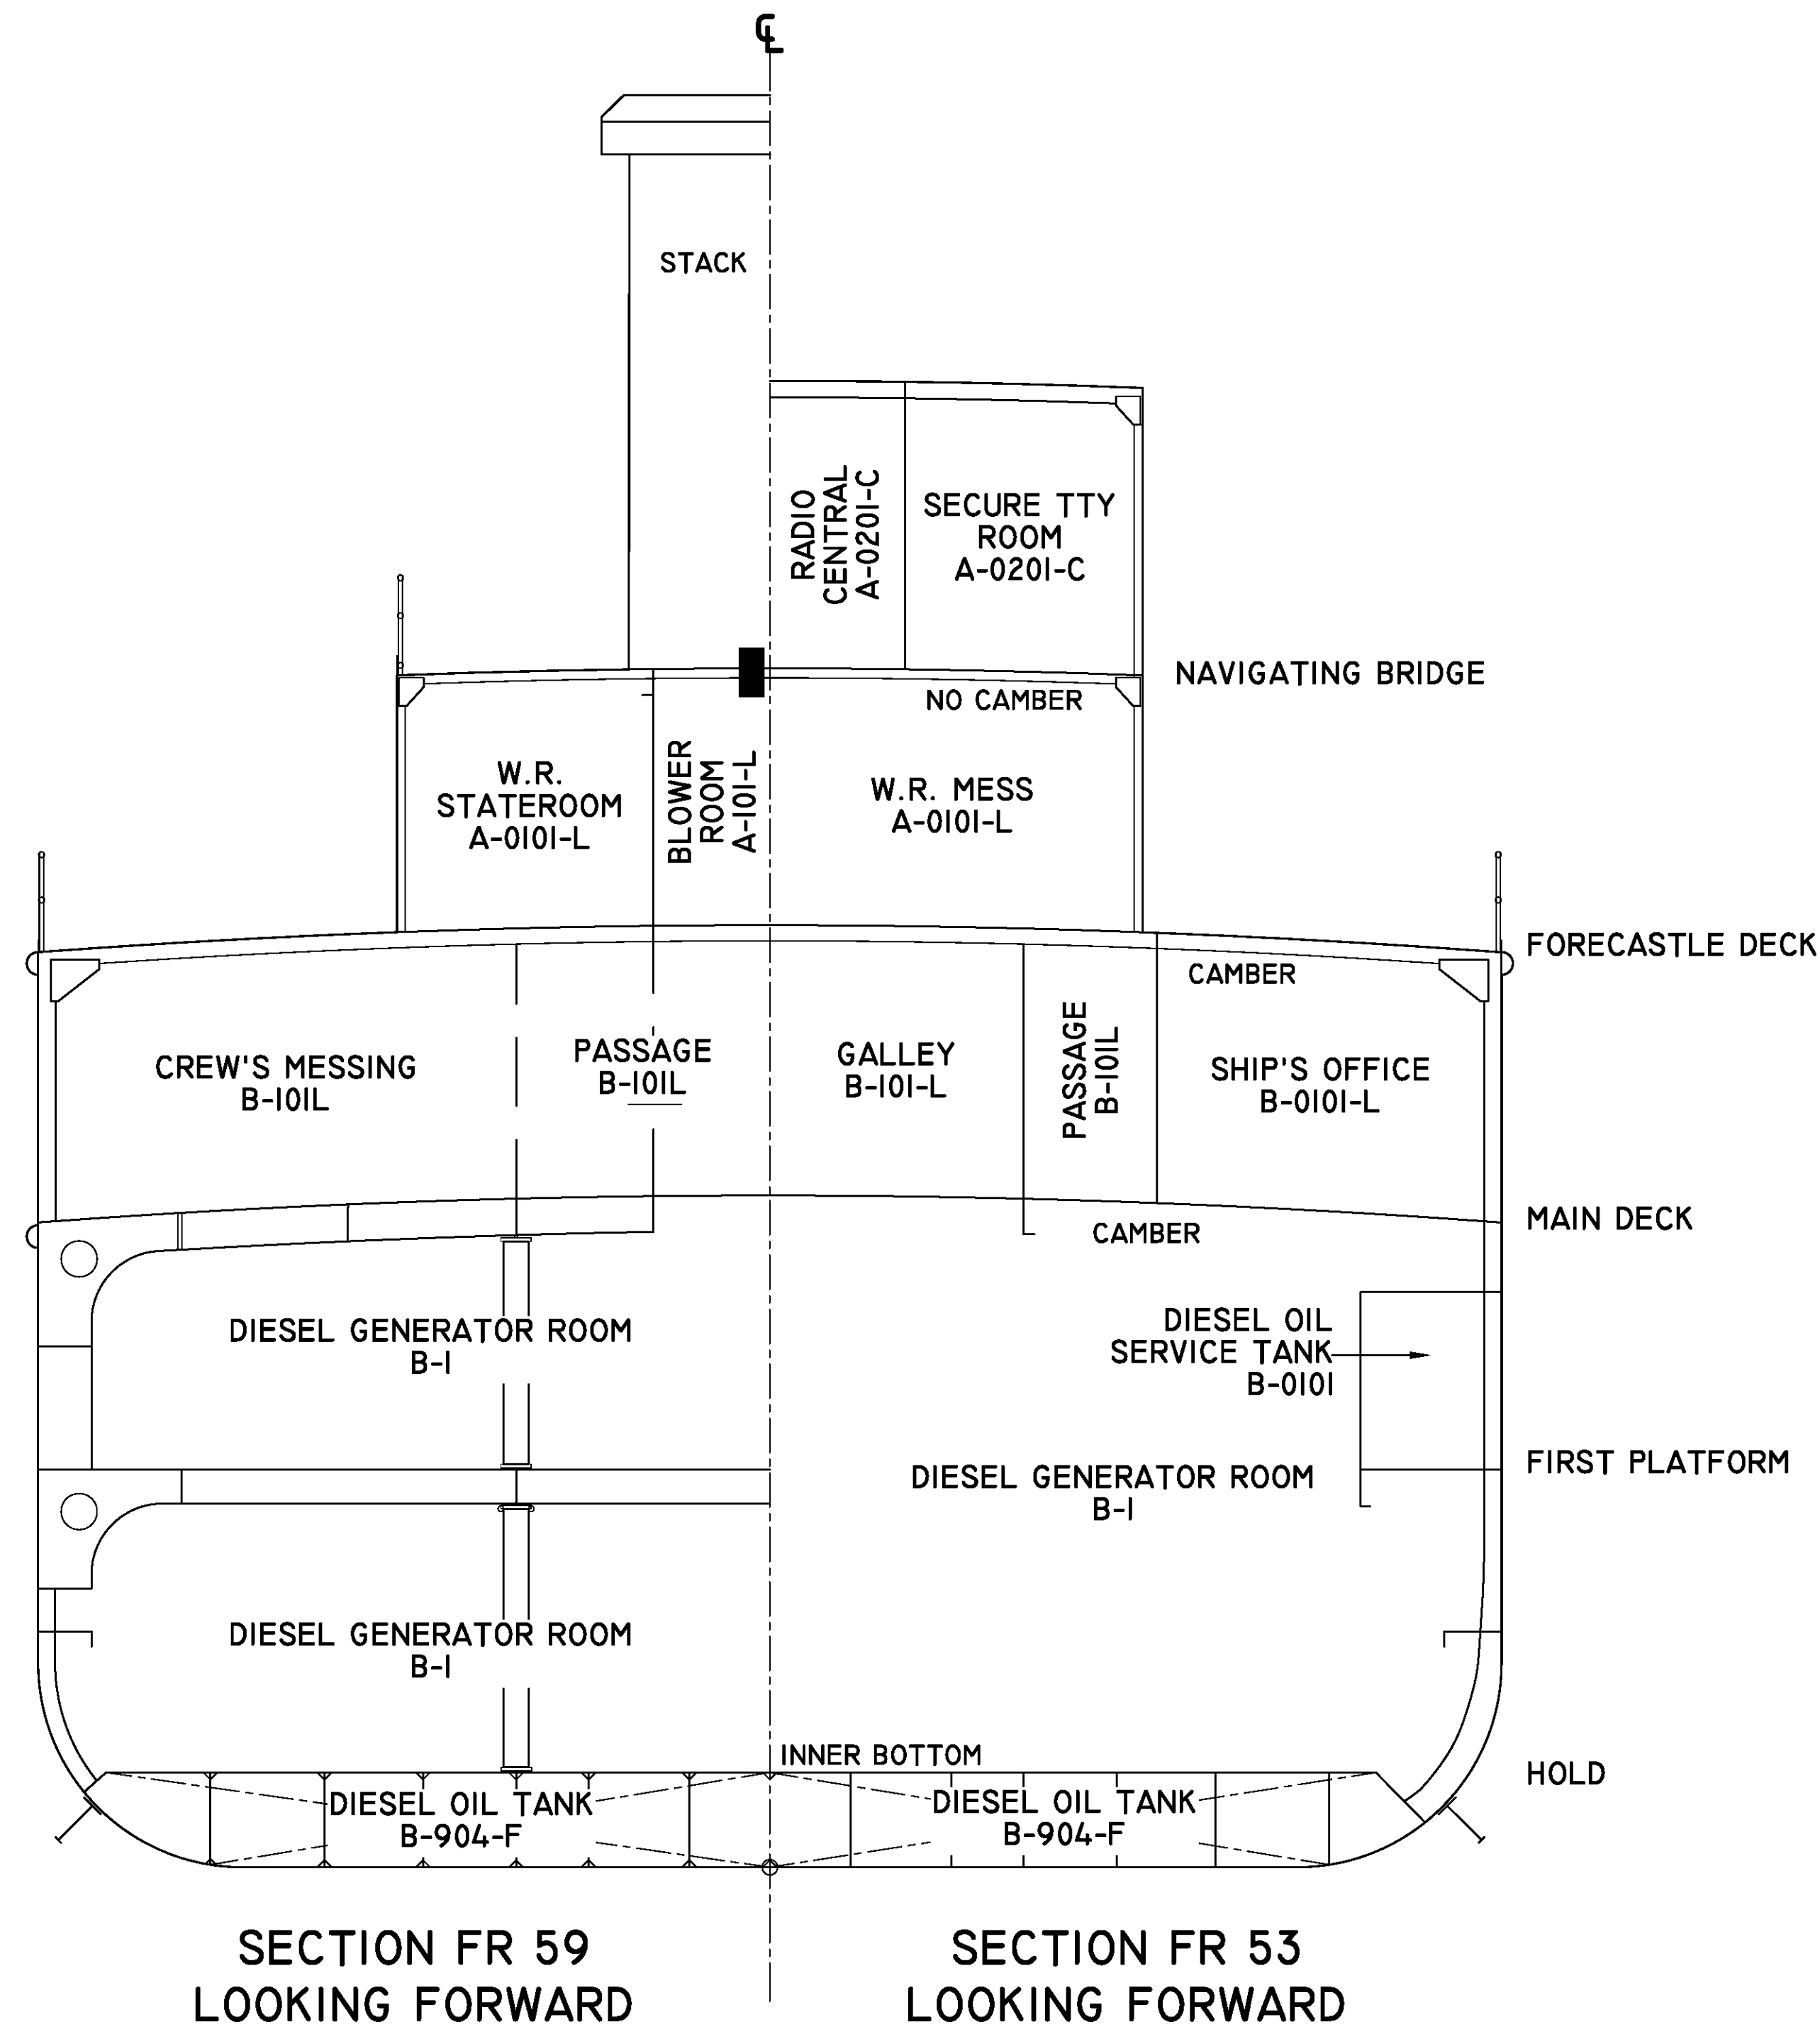 ℄
STACK
RADIO
CENTRAL
A-0201-C
SECURE TTY
ROOM
A-0201-C
NAVIGATING BRIDGE
NO CAMBER
W.R.
STATEROOM
A-0101-L
BLOWER
ROOM
A-101-L
W.R. MESS
A-0101-L
FORECASTLE DECK
CAMBER
CREW'S MESSING
B-101L
PASSAGE
B-101L
GALLEY
B-101-L
PASSAGE
B-101L
SHIP'S OFFICE
B-0101-L
MAIN DECK
CAMBER
DIESEL GENERATOR ROOM
B-1
DIESEL OIL
SERVICE TANK
B-0101
FIRST PLATFORM
DIESEL GENERATOR ROOM
B-1
DIESEL GENERATOR ROOM
B-1
INNER BOTTOM
HOLD
DIESEL OIL TANK
B-904-F
DIESEL OIL TANK
B-904-F
SECTION FR 59
LOOKING FORWARD
SECTION FR 53
LOOKING FORWARD